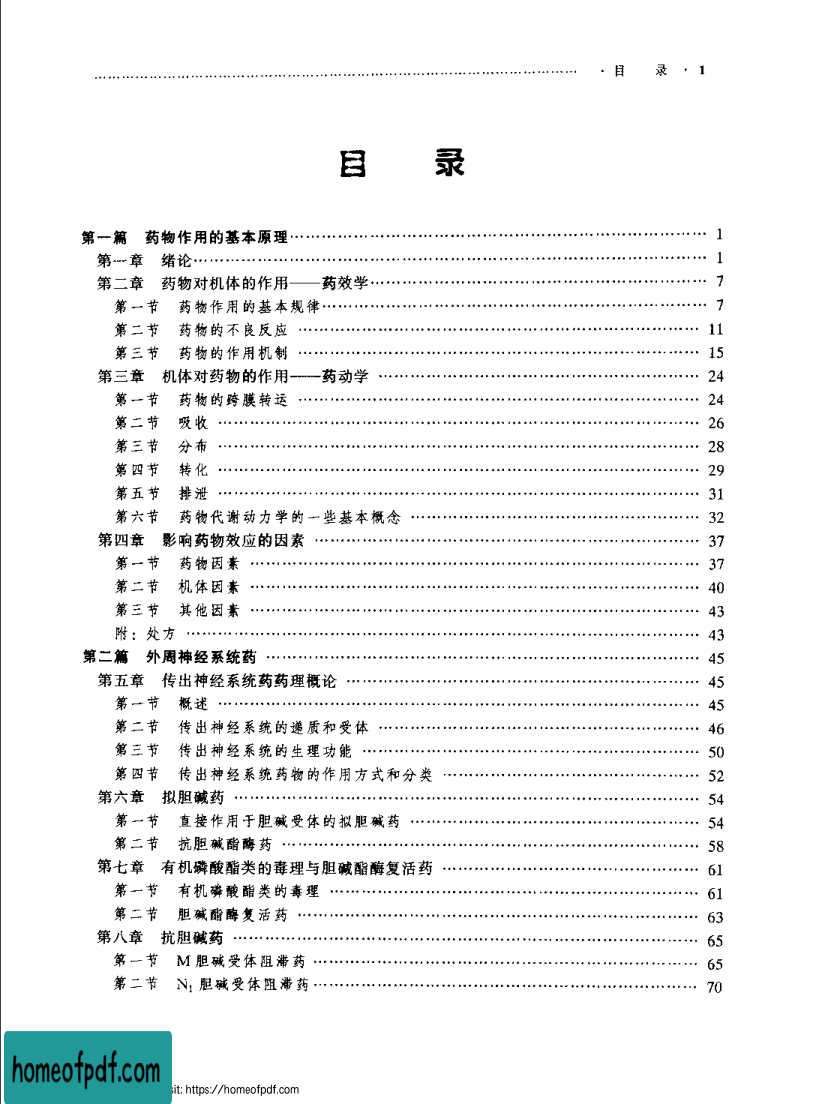 ·目 录·1
目 录
第一篇 药物作用的基本原理 1
第一章 绪论 1
第二章 药物对机体的作用——药效学 7
第一节 药物作用的基本规律 7
第二节 药物的不良反应 11
第三节 药物的作用机制 15
第三章 机体对药物的作用——药动学 24
第一节 药物的跨膜转运 24
第二节 吸收 26
第三节 分布 28
第四节 转化 29
第五节 排泄 31
第六节 药物代谢动力学的一些基本概念 32
第四章 影响药物效应的因素 37
第一节 药物因素 37
第二节 机体因素 40
第三节 其他因素 43
附:处方 43
第二篇 外周神经系统药 45
第五章 传出神经系统药药理概论 45
第一节 概述 45
第二节 传出神经系统的递质和受体 46
第三节 传出神经系统的生理功能 50
第四节 传出神经系统药物的作用方式和分类 52
第六章 拟胆碱药 54
第一节 直接作用于胆碱受体的拟胆碱药 54
第二节 抗胆碱酯酶药 58
第七章 有机磷酸酯类的毒理与胆碱酯酶复活药 61
第一节 有机磷酸酯类的毒理 61
第二节 胆碱酯酶复活药 63
第八章 抗胆碱药 65
第一节 M胆碱受体阻滞药 65
第二节 N₁胆碱受体阻滞药 70
homeofpdf.com
sit: https://homeofpdf.com